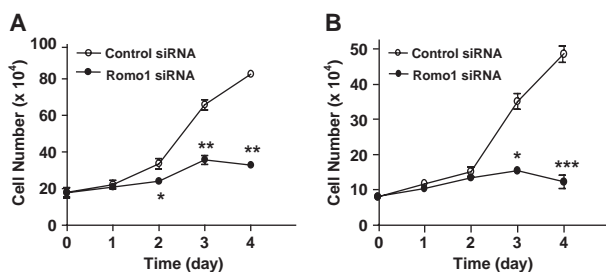 A
Cell Number (x 10⁴)
100
80
60
40
20
0
Control siRNA
Romo1 siRNA
*
**
**
0 1 2 3 4
Time (day)
B
Cell Number (x 10⁴)
50
40
30
20
10
0
Control siRNA
Romo1 siRNA
*
***
0 1 2 3 4
Time (day)